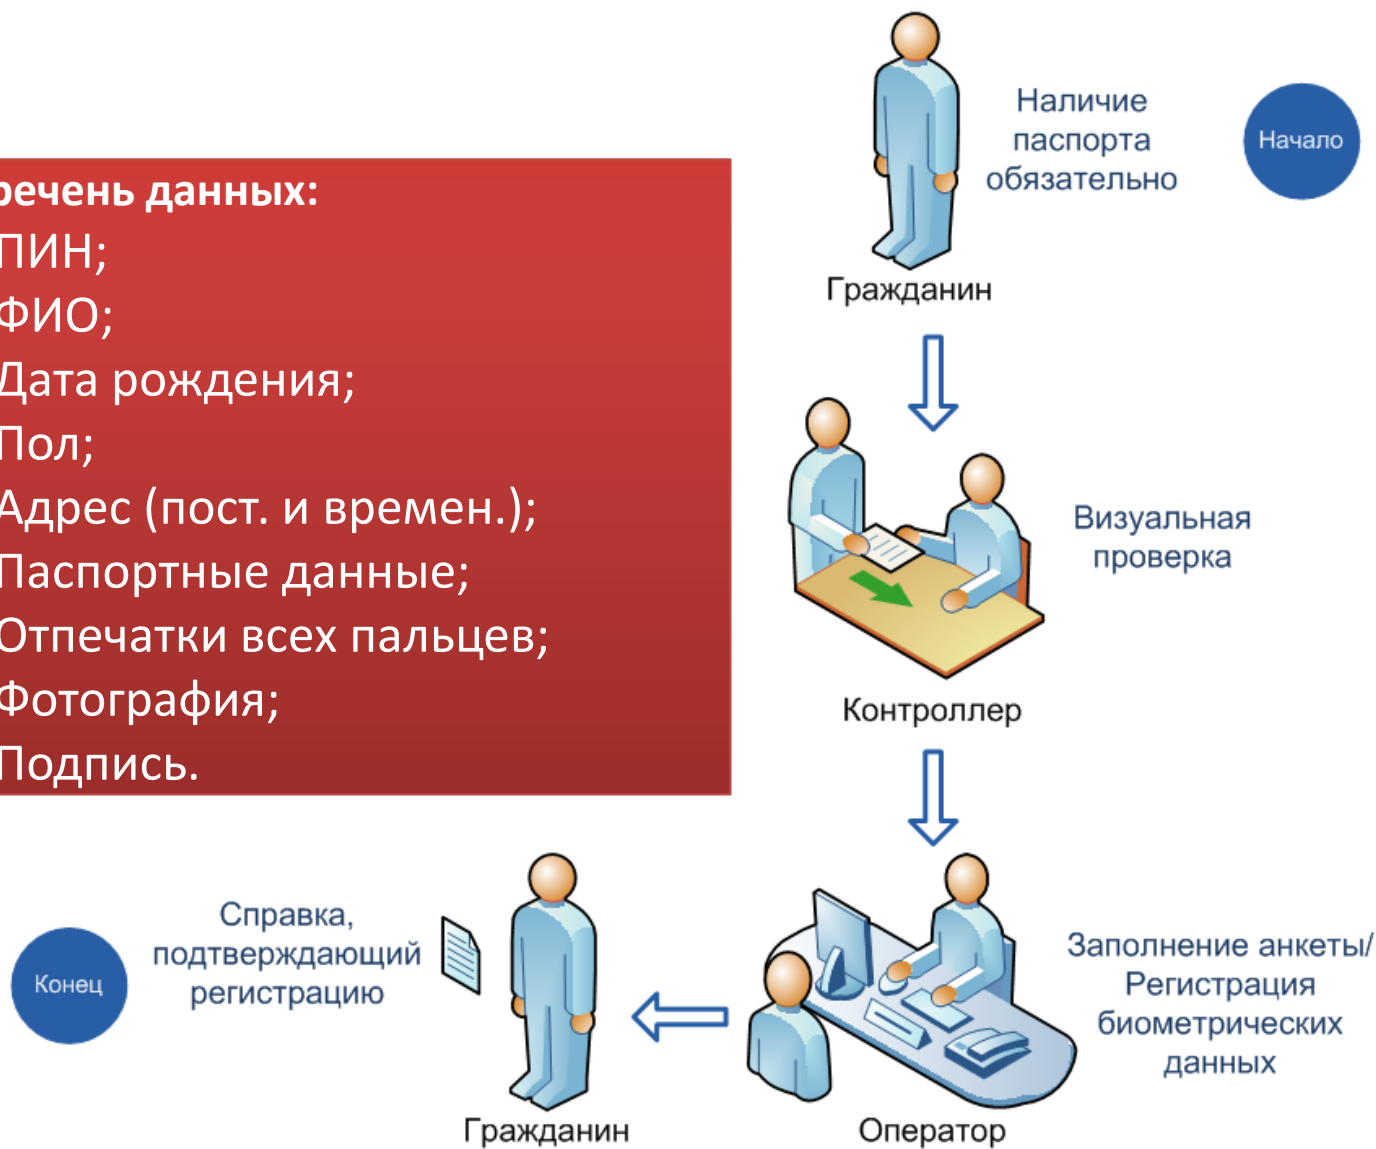 Наличие
паспорта
обязательно
Начало
Гражданин
речень данных:
ПИН;
ФИО;
Дата рождения;
Пол;
Адрес (пост. и времен.);
Паспортные данные;
Отпечатки всех пальцев;
Фотография;
Подпись.
Визуальная
проверка
Контроллер
Заполнение анкеты/
Регистрация
биометрических
данных
Оператор
Справка,
подтверждающий
регистрацию
Гражданин
Конец